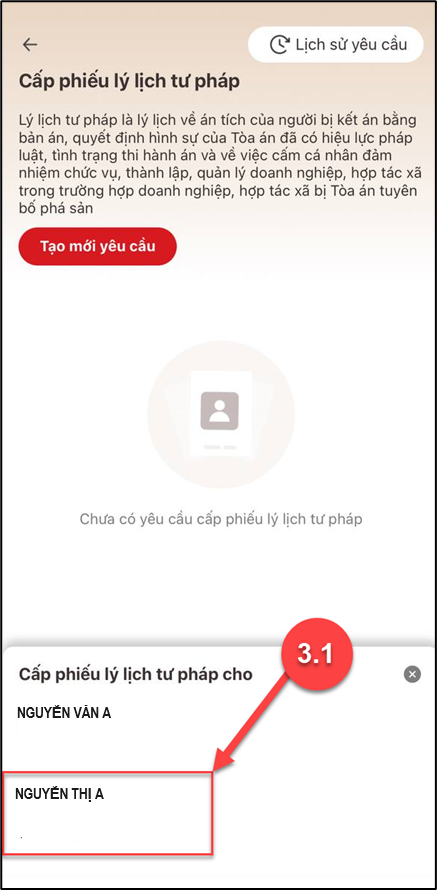 Lịch sử yêu cầu
Cấp phiếu lý lịch tư pháp
Lý lịch tư pháp là lý lịch về án tích của người bị kết án bằng
bản án, quyết định hình sự của Tòa án đã có hiệu lực pháp
luật, tình trạng thi hành án và về việc cấm cá nhân đảm
nhiệm chức vụ, thành lập, quản lý doanh nghiệp, hợp tác xã
trong trường hợp doanh nghiệp, hợp tác xã bị Tòa án tuyên
bố phá sản
Tạo mới yêu cầu
Chưa có yêu cầu cấp phiếu lý lịch tư pháp
3.1
Cấp phiếu lý lịch tư pháp cho
NGUYỄN VĂN A
NGUYỄN THỊ A